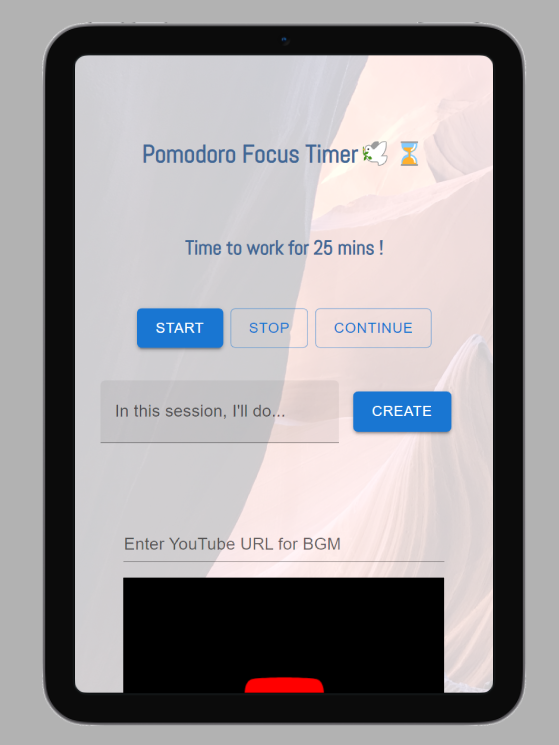 Pomodoro Focus Timer🕊️ ⏳
Time to work for 25 mins !
START STOP CONTINUE
In this session, I'll do... CREATE
Enter YouTube URL for BGM